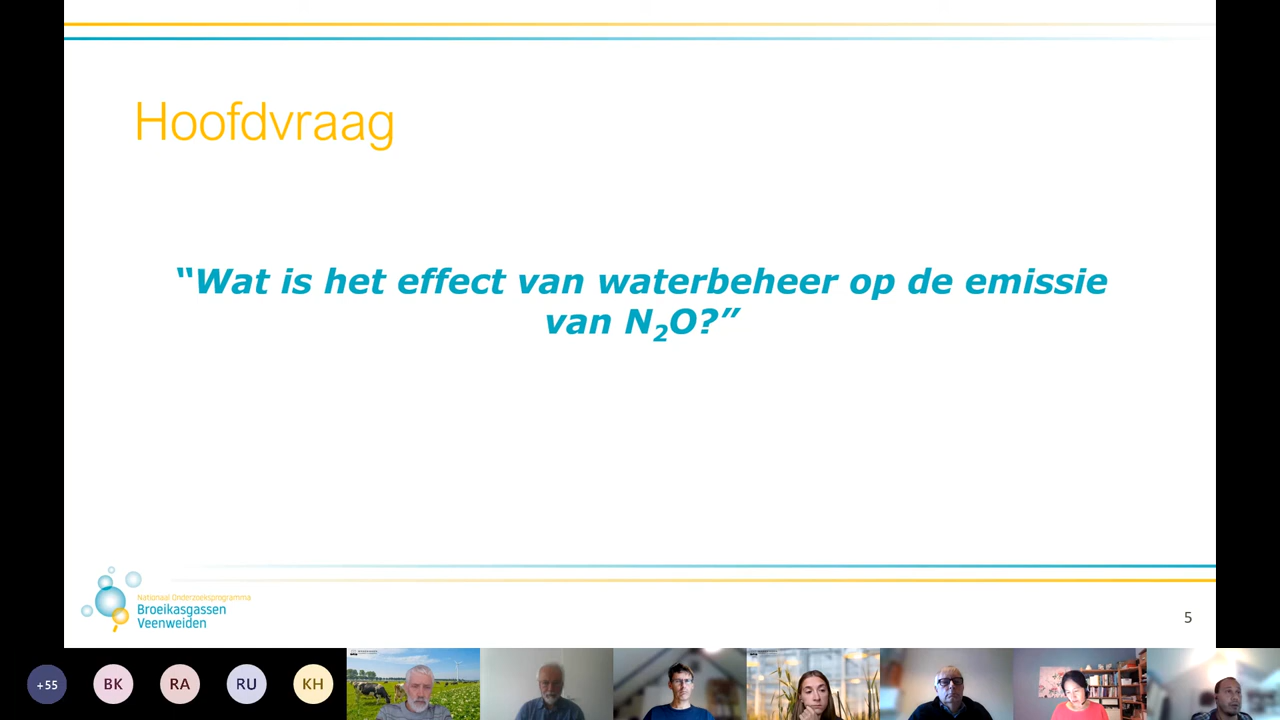 Hoofdvraag
“Wat is het effect van waterbeheer op de emissie
van N₂O?”
Nationaal Onderzoeksprogramma
Broeikasgassen
Veenweiden
5
+55
BK
RA
RU
KH